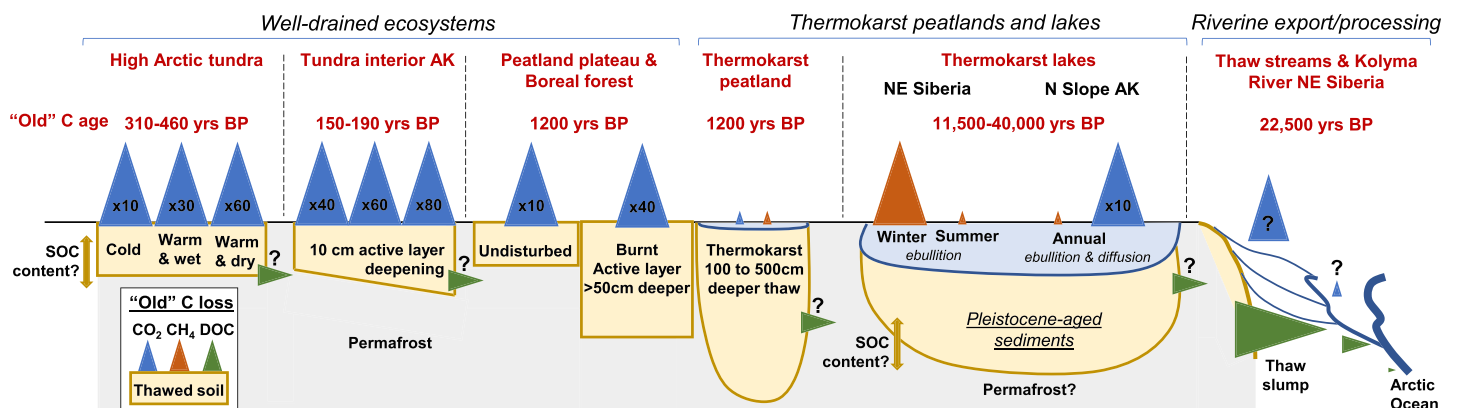 Well-drained ecosystems
Thermokarst peatlands and lakes
Riverine export/processing
High Arctic tundra
Tundra interior AK
Peatland plateau &
Boreal forest
Thermokarst
peatland
Thermokarst lakes
NE Siberia
N Slope AK
Thaw streams & Kolyma
River NE Siberia
“Old” C age
310-460 yrs BP
150-190 yrs BP
1200 yrs BP
1200 yrs BP
11,500-40,000 yrs BP
22,500 yrs BP
x10
x30
x60
x40
x60
x80
x10
x40
x10
?
SOC
content?
Cold
Warm
& wet
Warm
& dry
?
10 cm active layer
deepening
?
Undisturbed
Burnt
Active layer
>50cm deeper
Thermokarst
100 to 500cm
deeper thaw
?
Winter
Summer
ebullition
Annual
ebullition & diffusion
?
?
“Old” C loss
CO2 CH4 DOC
Thawed soil
Permafrost
Pleistocene-aged
sediments
SOC
content?
Permafrost?
Thaw
slump
Arctic
Ocean